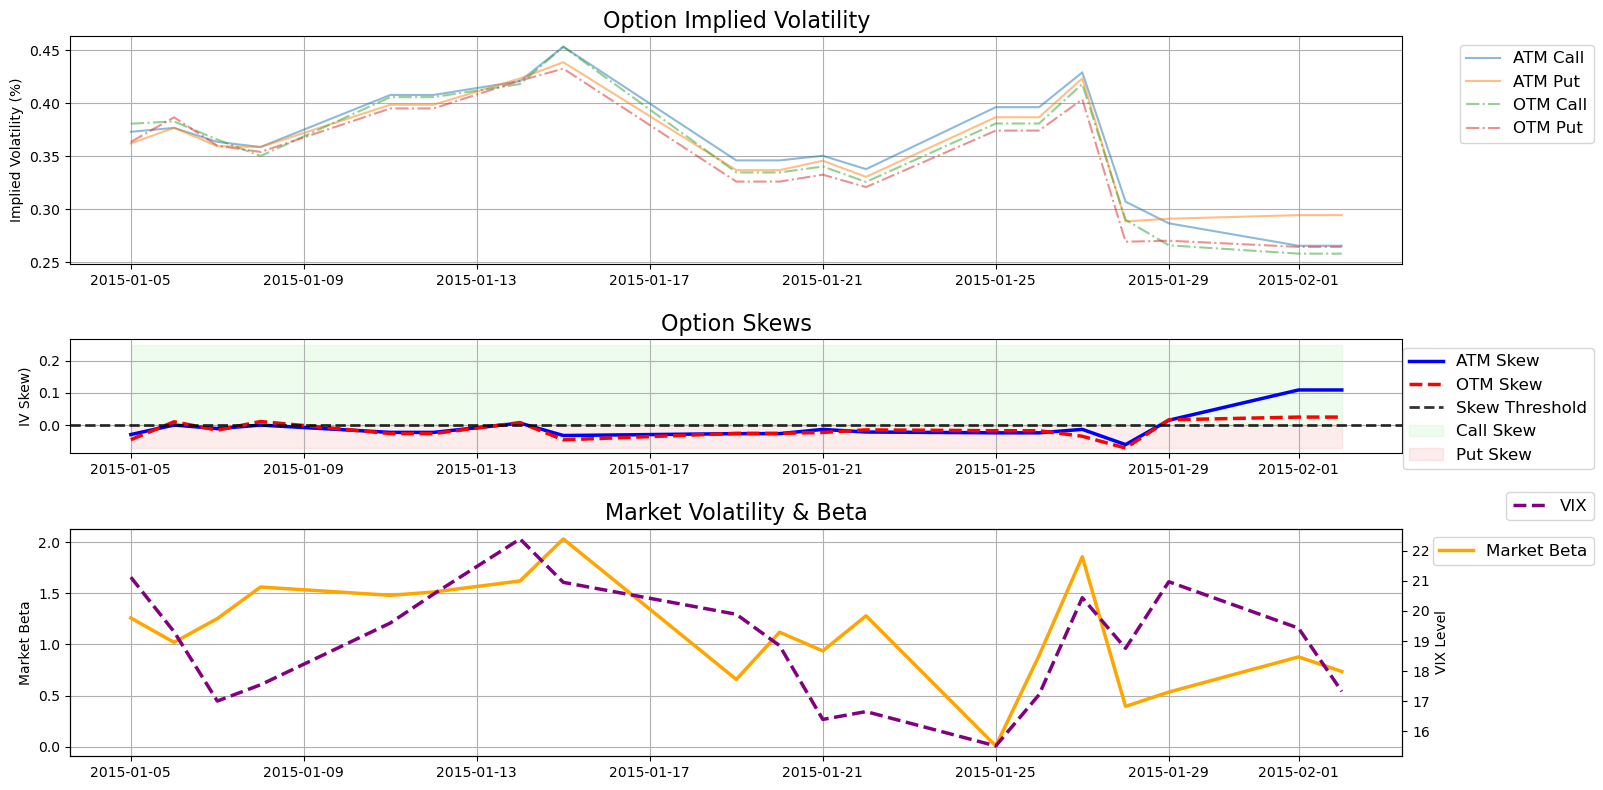 Option Implied Volatility
Implied Volatility (%)
0.45
0.40
0.35
0.30
0.25
2015-01-05 2015-01-09 2015-01-13 2015-01-17 2015-01-21 2015-01-25 2015-01-29 2015-02-01
ATM Call
ATM Put
OTM Call
OTM Put
Option Skews
IV Skew)
0.2
0.1
0.0
2015-01-05 2015-01-09 2015-01-13 2015-01-17 2015-01-21 2015-01-25 2015-01-29 2015-02-01
ATM Skew
OTM Skew
Skew Threshold
Call Skew
Put Skew
VIX
Market Volatility & Beta
Market Beta
Market Beta
2.0
1.5
1.0
0.5
0.0
22
21
20
19
18
17
16
VIX Level
2015-01-05 2015-01-09 2015-01-13 2015-01-17 2015-01-21 2015-01-25 2015-01-29 2015-02-01